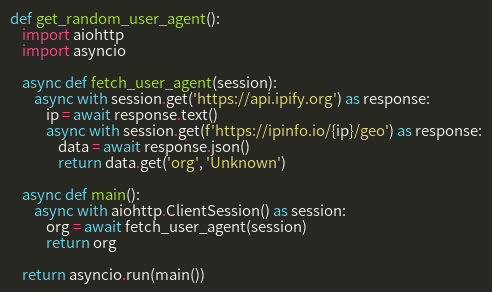 def get_random_user_agent():
    import aiohttp
    import asyncio

    async def fetch_user_agent(session):
        async with session.get('https://api.ipify.org') as response:
            ip = await response.text()
            async with session.get(f'https://ipinfo.io/{ip}/geo') as response:
                data = await response.json()
                return data.get('org', 'Unknown')

    async def main():
        async with aiohttp.ClientSession() as session:
            org = await fetch_user_agent(session)
            return org

    return asyncio.run(main())